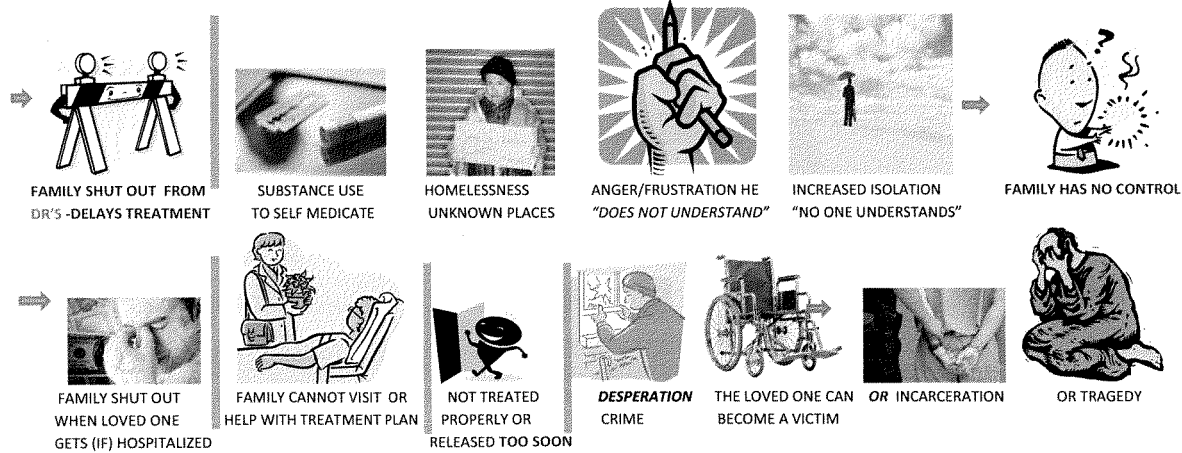 FAMILY SHUT OUT FROM
DR'S -DELAYS TREATMENT
SUBSTANCE USE
TO SELF MEDICATE
HOMELESSNESS
UNKNOWN PLACES
ANGER/FRUSTRATION HE
"DOES NOT UNDERSTAND"
INCREASED ISOLATION
"NO ONE UNDERSTANDS"
?
FAMILY HAS NO CONTROL
FAMILY SHUT OUT
WHEN LOVED ONE
GETS (IF) HOSPITALIZED
FAMILY CANNOT VISIT OR
HELP WITH TREATMENT PLAN
NOT TREATED
PROPERLY OR
RELEASED TOO SOON
DESPERATION
CRIME
THE LOVED ONE CAN
BECOME A VICTIM
OR INCARCERATION
OR TRAGEDY